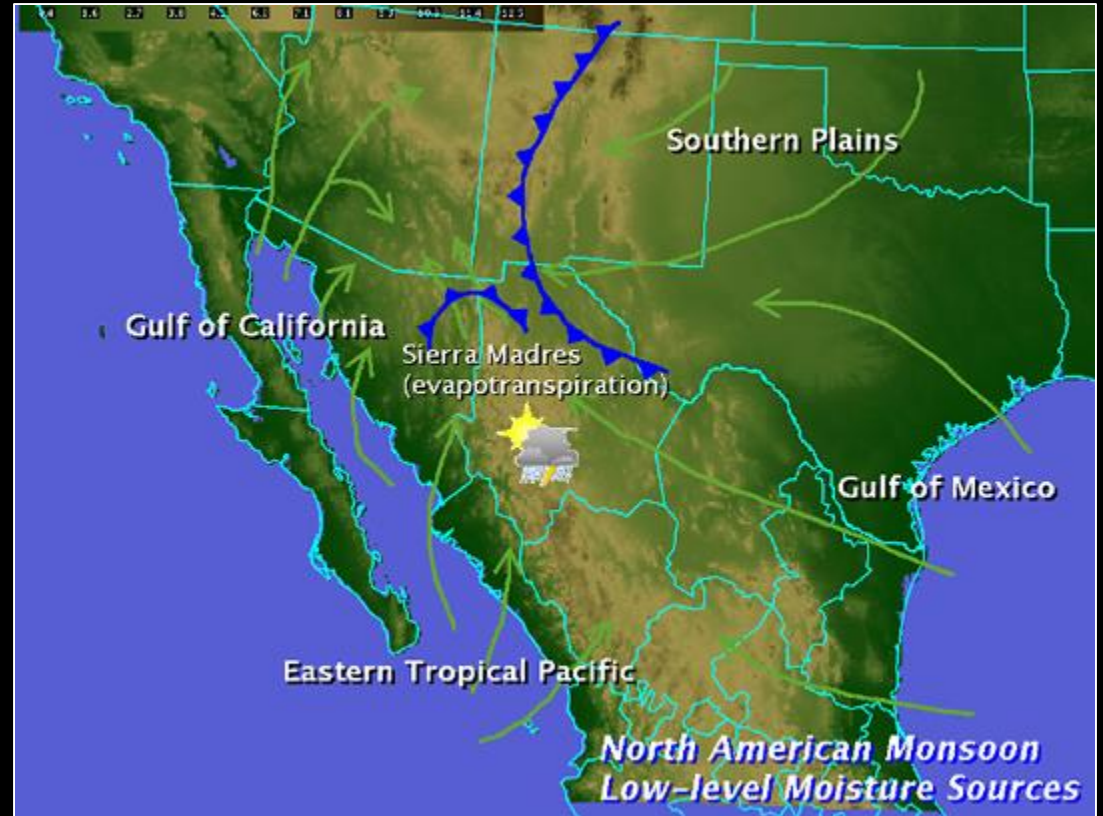 Southern Plains
Gulf of California
Sierra Madres
(evapotranspiration)
Gulf of Mexico
Eastern Tropical Pacific
North American Monsoon
Low-level Moisture Sources